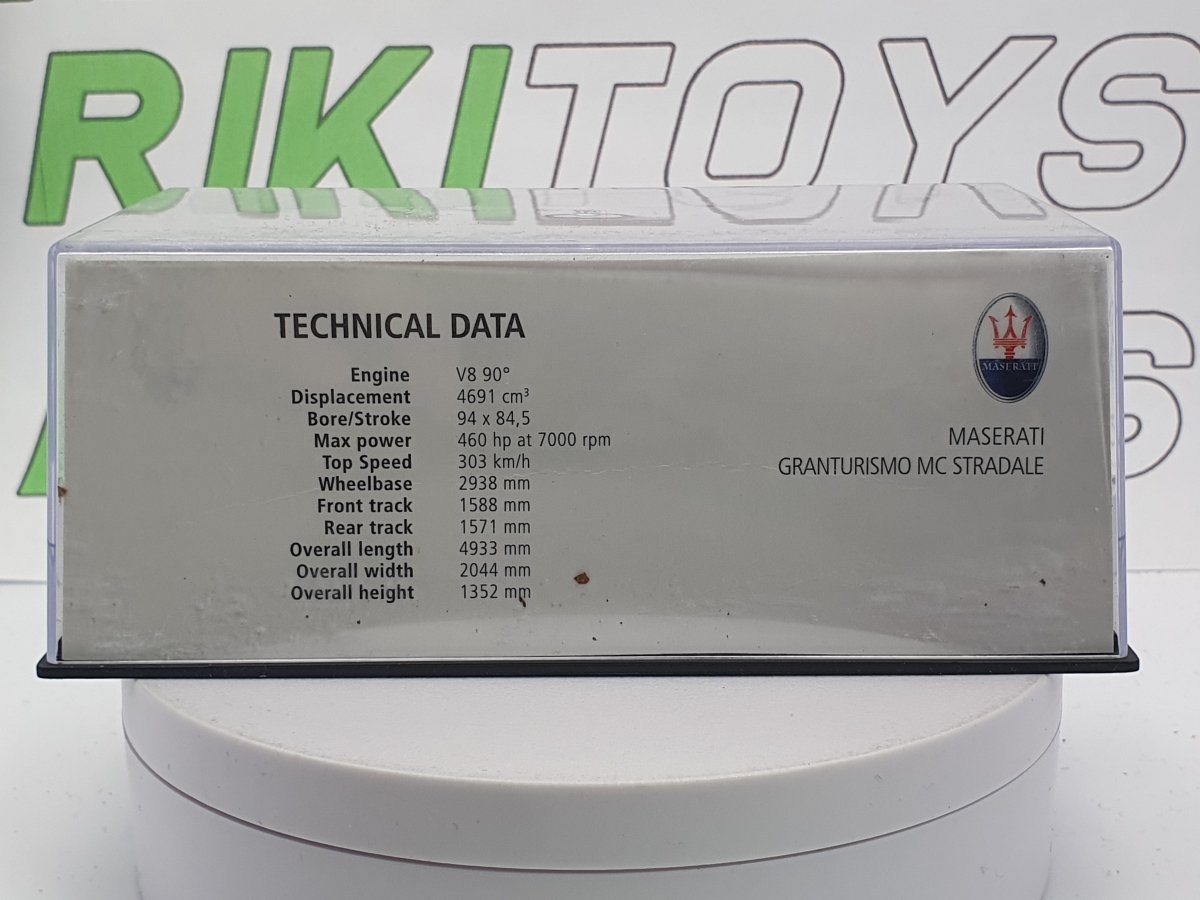 RIKITOYS
TECHNICAL DATA
Engine V8 90°
Displacement 4691 cm³
Bore/Stroke 94 x 84,5
Max power 460 hp at 7000 rpm
Top Speed 303 km/h
Wheelbase 2938 mm
Front track 1588 mm
Rear track 1571 mm
Overall length 4933 mm
Overall width 2044 mm
Overall height 1352 mm
MASERATI
MASERATI
GRANTURISMO MC STRADALE
S